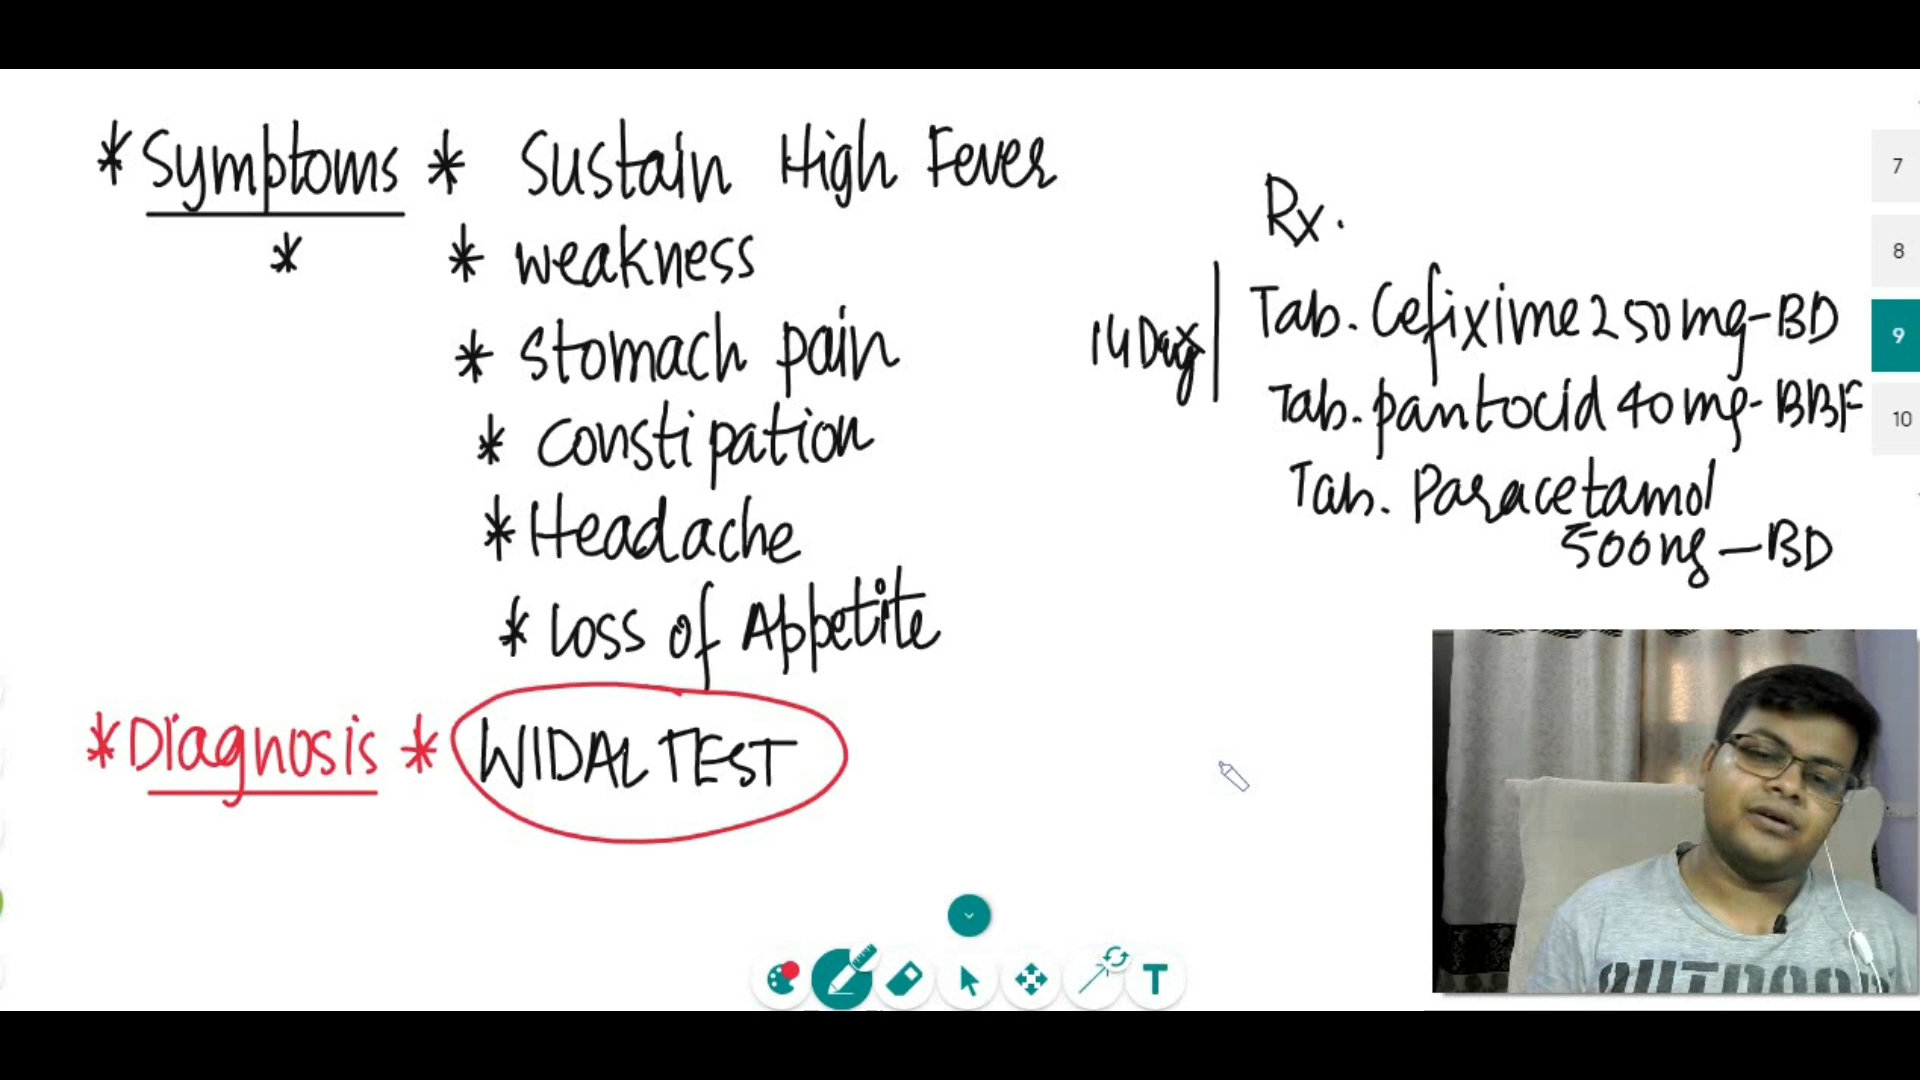 *Symptoms * Sustain High Fever
* * weakness
* stomach pain
* constipation
* Headache
* Loss of Appetite
*Diagnosis * WIDAL TEST
Rx.
14 Days
Tab. Cefixime 250mg-BD
Tab. pantocid 40mg-BBF
Tab. Paracetamol
500mg-BD
7
8
9
10
T
OUTDOOR